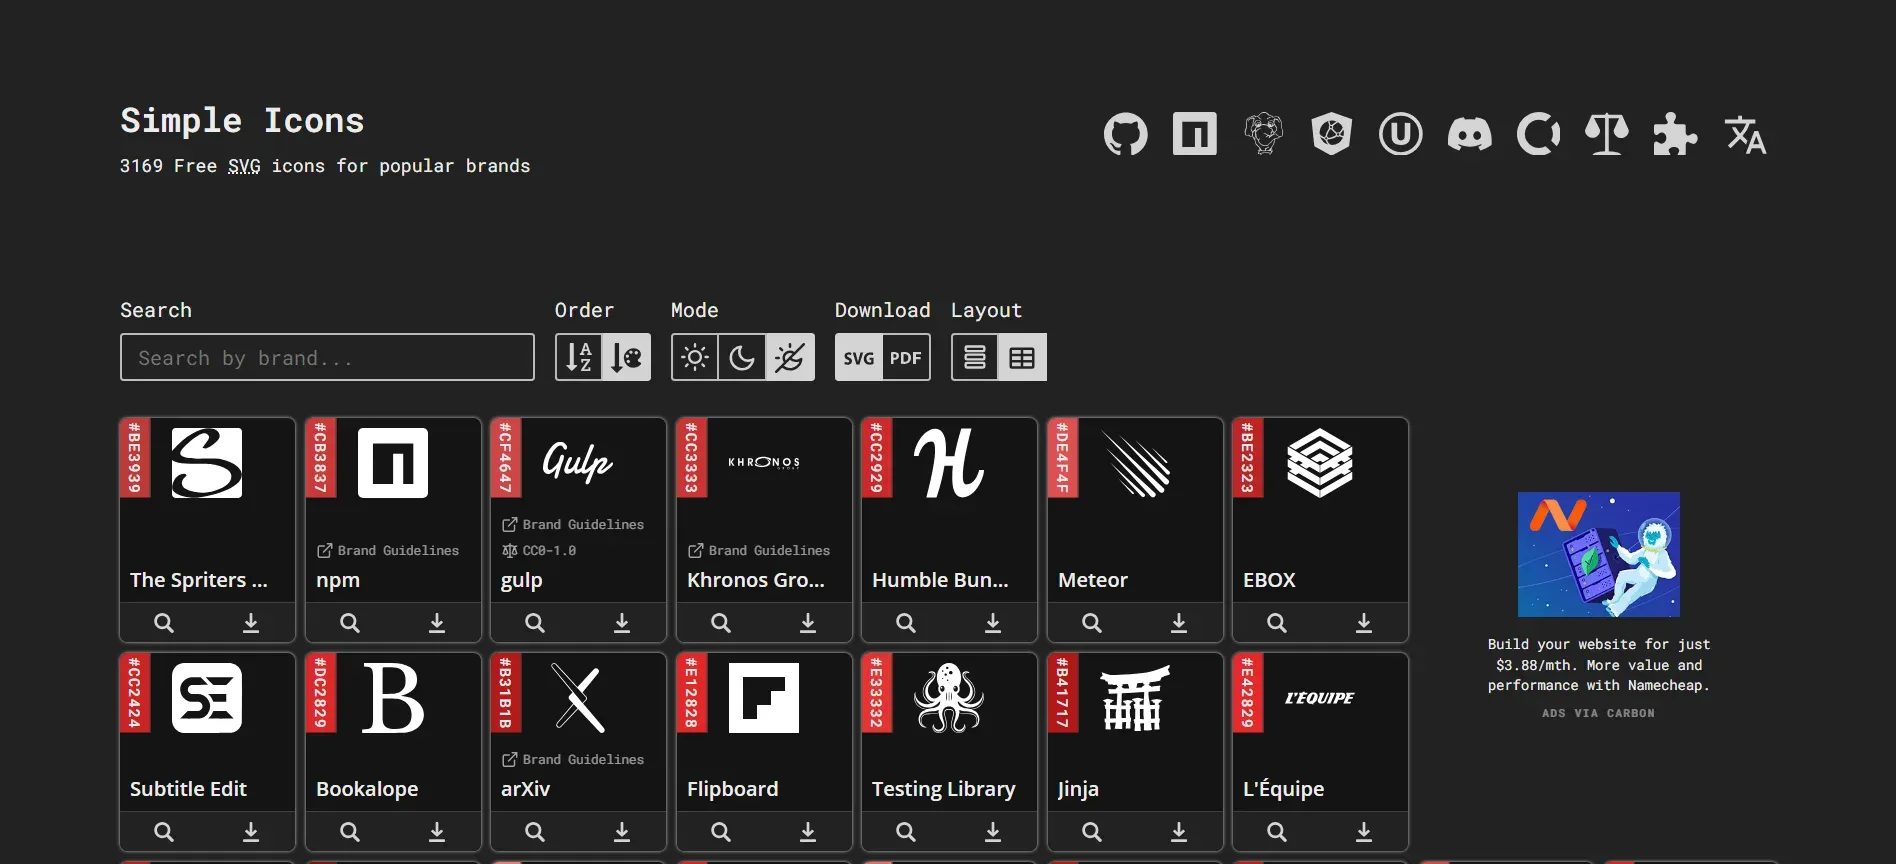 Simple Icons
3169 Free SVG icons for popular brands
Search
Order
Mode
Download
Layout
Search by brand...
A
Z
SVG
PDF
#BE3939
The Spriters ...
#CB3837
Brand Guidelines
npm
#CF4647
Gulp
Brand Guidelines
CC0-1.0
gulp
#CC3333
KHRONOS
GROUP
Brand Guidelines
Khronos Gro...
#CC2929
H
Humble Bun...
#DE4F4F
Meteor
#BE2323
EBOX
#CC2424
SE
Subtitle Edit
#DC2829
B
Bookalope
#B31B1B
Brand Guidelines
arXiv
#E12828
Flipboard
#E33332
Testing Library
#B41717
Jinja
#E42829
L'ÉQUIPE
L'Équipe
Build your website for just
$3.88/mth. More value and
performance with Namecheap.
ADS VIA CARBON